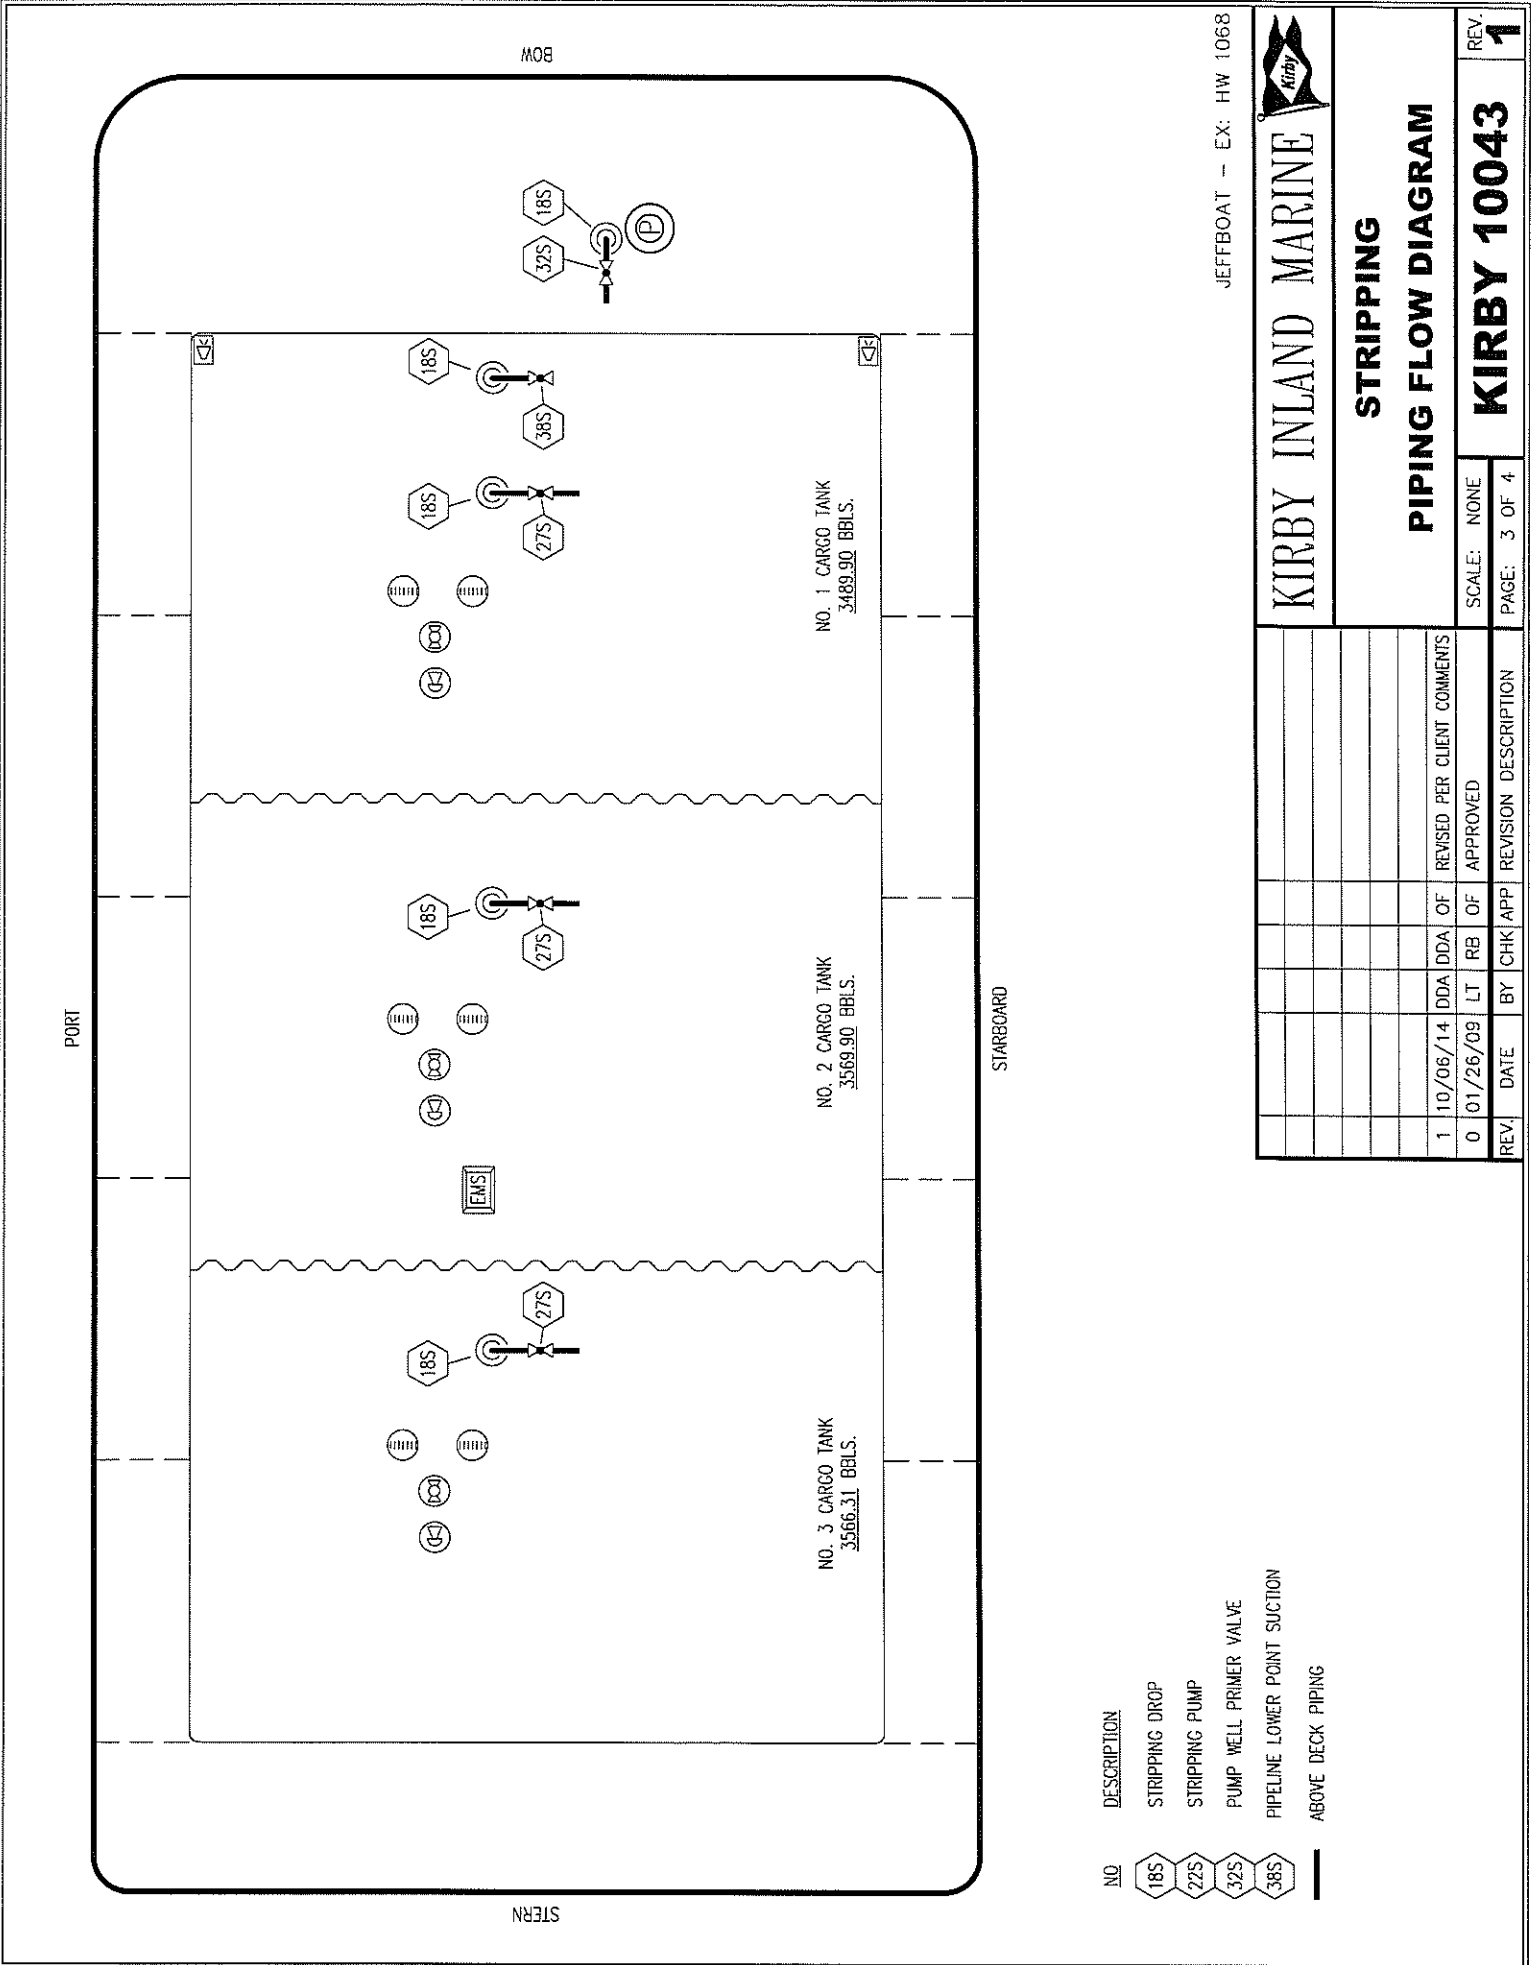 PORT
BOW
STERN
STARBOARD
18S
27S
NO. 3 CARGO TANK
3566.31 BBLS.
EMS
18S
27S
NO. 2 CARGO TANK
3569.90 BBLS.
18S
27S
18S
38S
NO. 1 CARGO TANK
3489.90 BBLS.
32S
18S
P
NO DESCRIPTION
18S STRIPPING DROP
22S STRIPPING PUMP
32S PUMP WELL PRIMER VALVE
38S PIPELINE LOWER POINT SUCTION
ABOVE DECK PIPING
JEFFBOAT - EX: HW 1068
1 10/06/14 DDA DDA OF REVISED PER CLIENT COMMENTS
0 01/26/09 LT RB OF APPROVED
REV. DATE BY CHK APP REVISION DESCRIPTION
KIRBY INLAND MARINE
Kirby
STRIPPING
PIPING FLOW DIAGRAM
SCALE: NONE
PAGE: 3 OF 4
KIRBY 10043
REV.
1